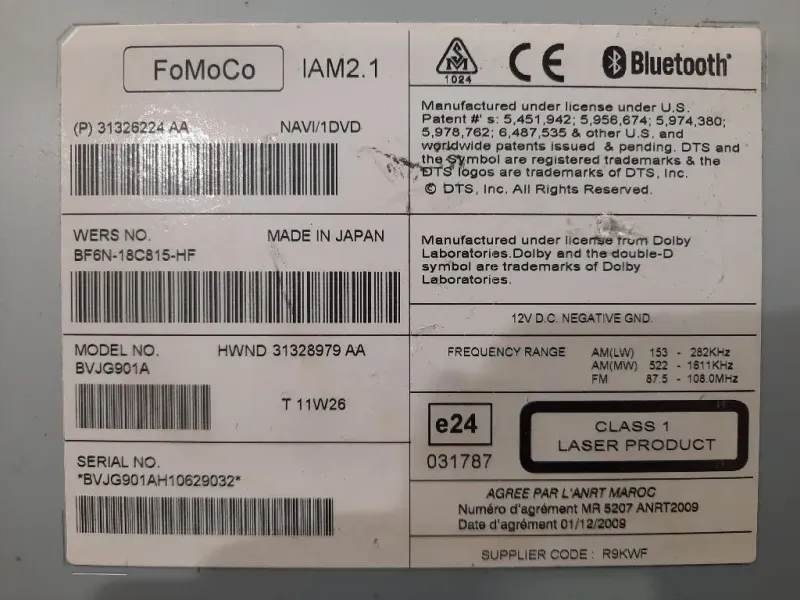 FoMoCo IAM2.1
(P) 31326224 AA NAVI/1DVD
WERS NO. MADE IN JAPAN
BF6N-18C815-HF
MODEL NO. HWND 31328979 AA
BVJG901A
T 11W26
SERIAL NO.
*BVJG901AH10629032*
1024
CE
Bluetooth®
Manufactured under license under U.S.
Patent #' s: 5,451,942; 5,956,674; 5,974,380;
5,978,762; 6,487,535 & other U.S. and
worldwide patents issued & pending. DTS and
the Symbol are registered trademarks & the
DTS logos are trademarks of DTS, Inc.
© DTS, Inc. All Rights Reserved.
Manufactured under license from Dolby
Laboratories.Dolby and the double-D
symbol are trademarks of Dolby
Laboratories.
12V D.C. NEGATIVE GND.
FREQUENCY RANGE AM(LW) 153 - 282KHz
AM(MW) 522 - 1611KHz
FM 87.5 - 108.0MHz
e24
031787
CLASS 1
LASER PRODUCT
AGREE PAR L'ANRT MAROC
Numéro d'agrément MR 5207 ANRT2009
Date d'agrément 01/12/2009
SUPPLIER CODE : R9KWF